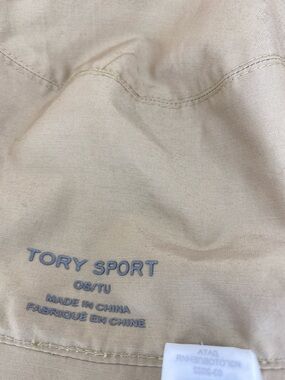 TORY SPORT
OS/TU
MADE IN CHINA
FABRIQUÉ EN CHINE